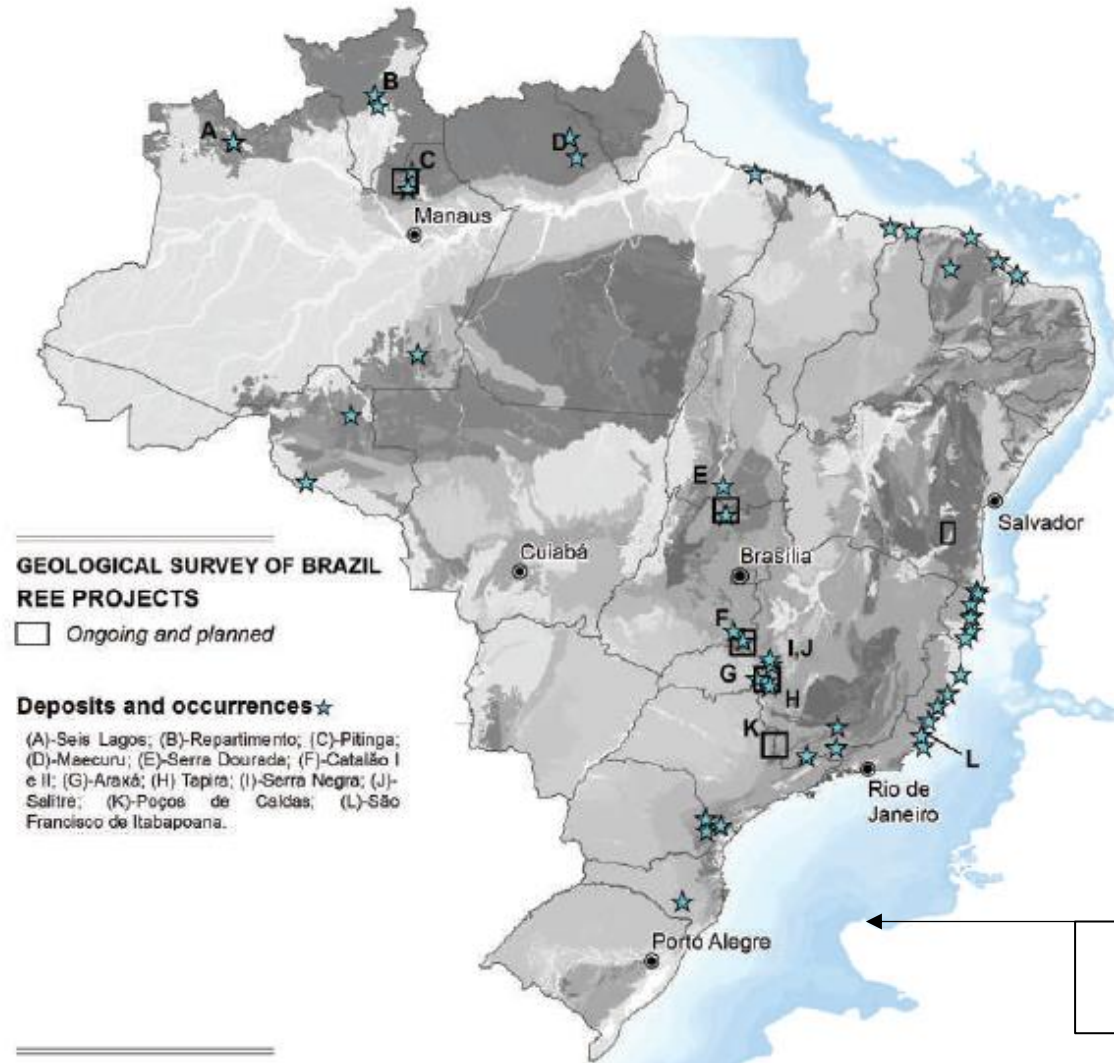 B
A
D
C
Manaus
E
Salvador
Cuiabá
Brasília
GEOLOGICAL SURVEY OF BRAZIL
REE PROJECTS
Ongoing and planned
F
I,J
G
H
Deposits and occurrences
K
(A)-Seis Lagos; (B)-Repartimento; (C)-Pitinga;
(D)-Maecuru; (E)-Serra Dourada; (F)-Catalão I
e II; (G)-Araxá; (H) Tapira; (I)-Serra Negra; (J)-
Salitre; (K)-Poços de Caldas; (L)-São
Francisco de Itabapoana.
L
Rio de
Janeiro
Porto Alegre